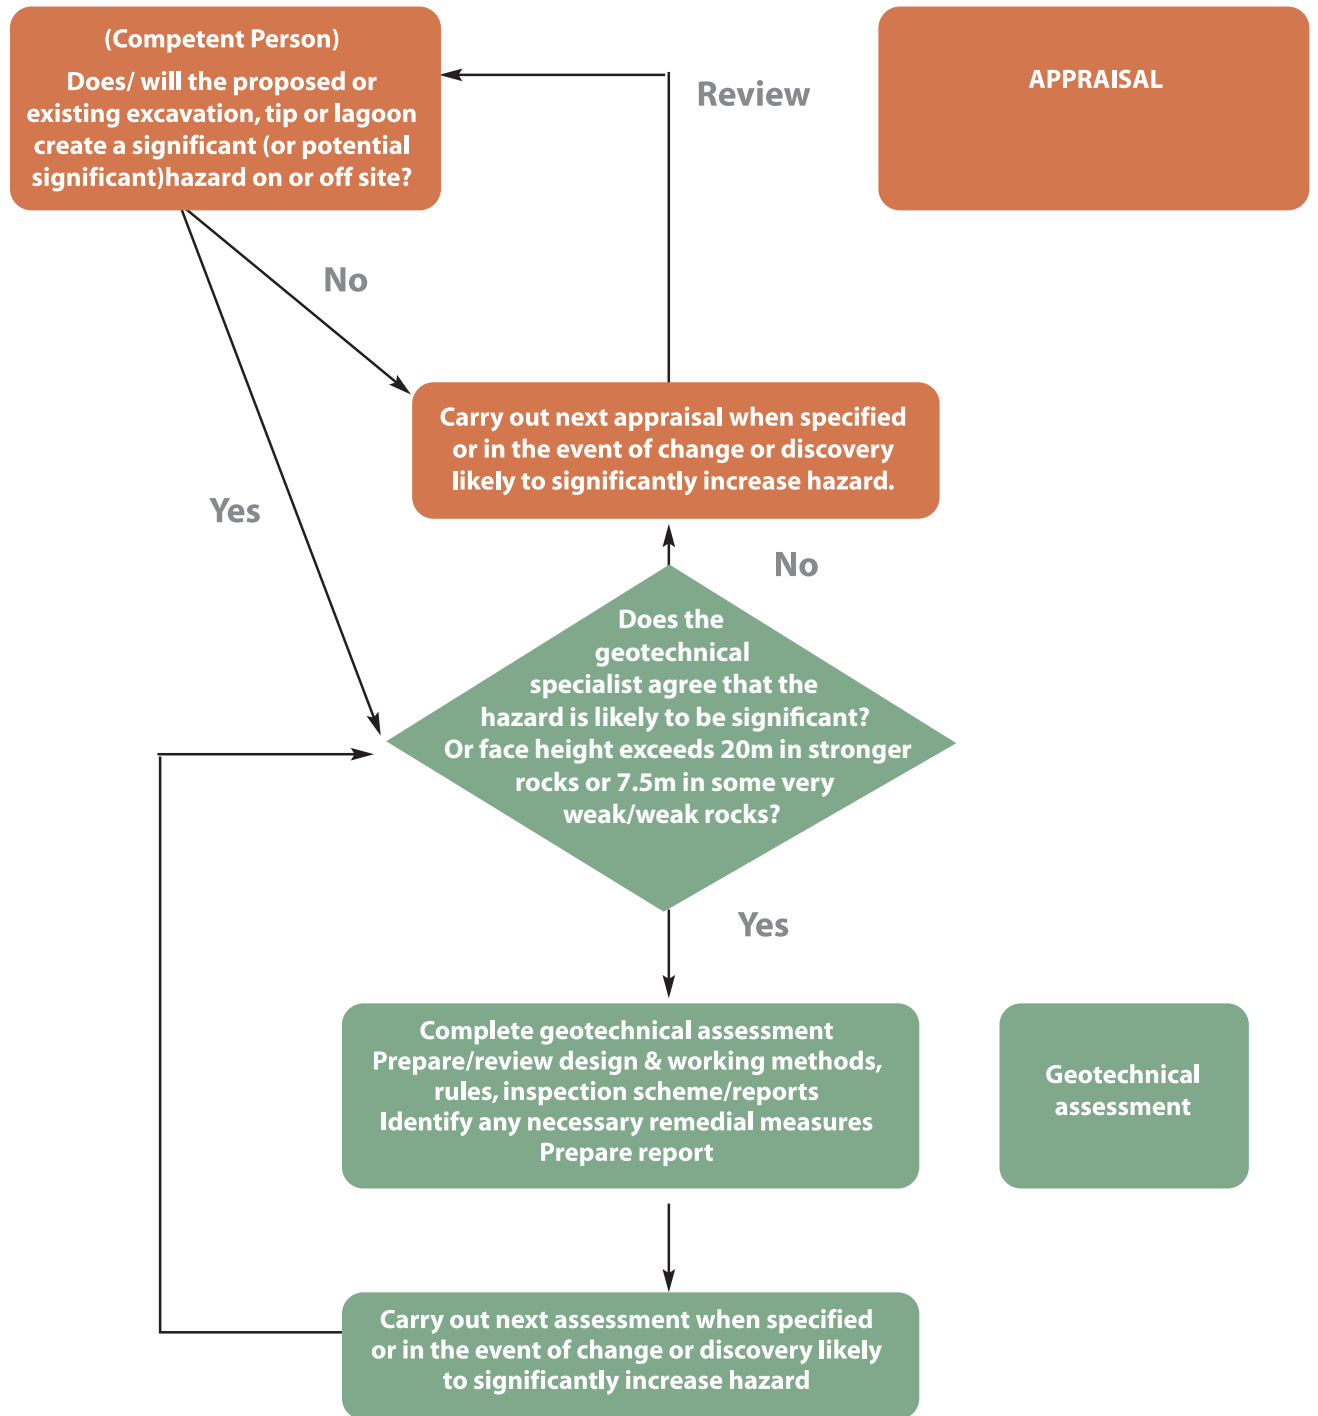 (Competent Person)
Does/ will the proposed or
existing excavation, tip or lagoon
create a significant (or potential
significant)hazard on or off site?
Review
APPRAISAL
No
Carry out next appraisal when specified
or in the event of change or discovery
likely to significantly increase hazard.
Yes
No
Does the
geotechnical
specialist agree that the
hazard is likely to be significant?
Or face height exceeds 20m in stronger
rocks or 7.5m in some very
weak/weak rocks?
Yes
Complete geotechnical assessment
Prepare/review design & working methods,
rules, inspection scheme/reports
Identify any necessary remedial measures
Prepare report
Geotechnical
assessment
Carry out next assessment when specified
or in the event of change or discovery likely
to significantly increase hazard